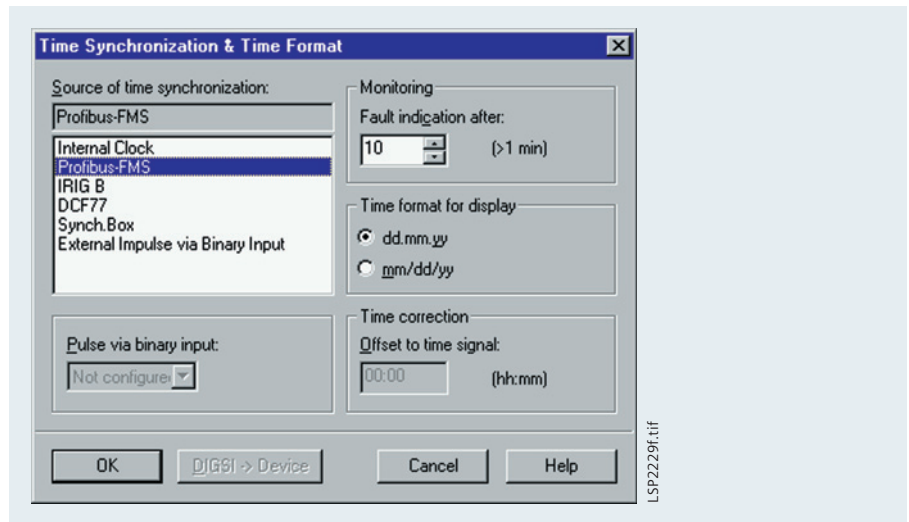 Time Synchronization & Time Format
Source of time synchronization:
Profibus-FMS
Internal Clock
Profibus-FMS
IRIG B
DCF77
Synch.Box
External Impulse via Binary Input
Pulse via binary input:
Not configure
Monitoring
Fault indication after:
10 (>1 min)
Time format for display
dd.mm.yy
mm/dd/yy
Time correction
Offset to time signal:
00:00 (hh:mm)
OK DIGSI -> Device Cancel Help
LSP2229f.tif